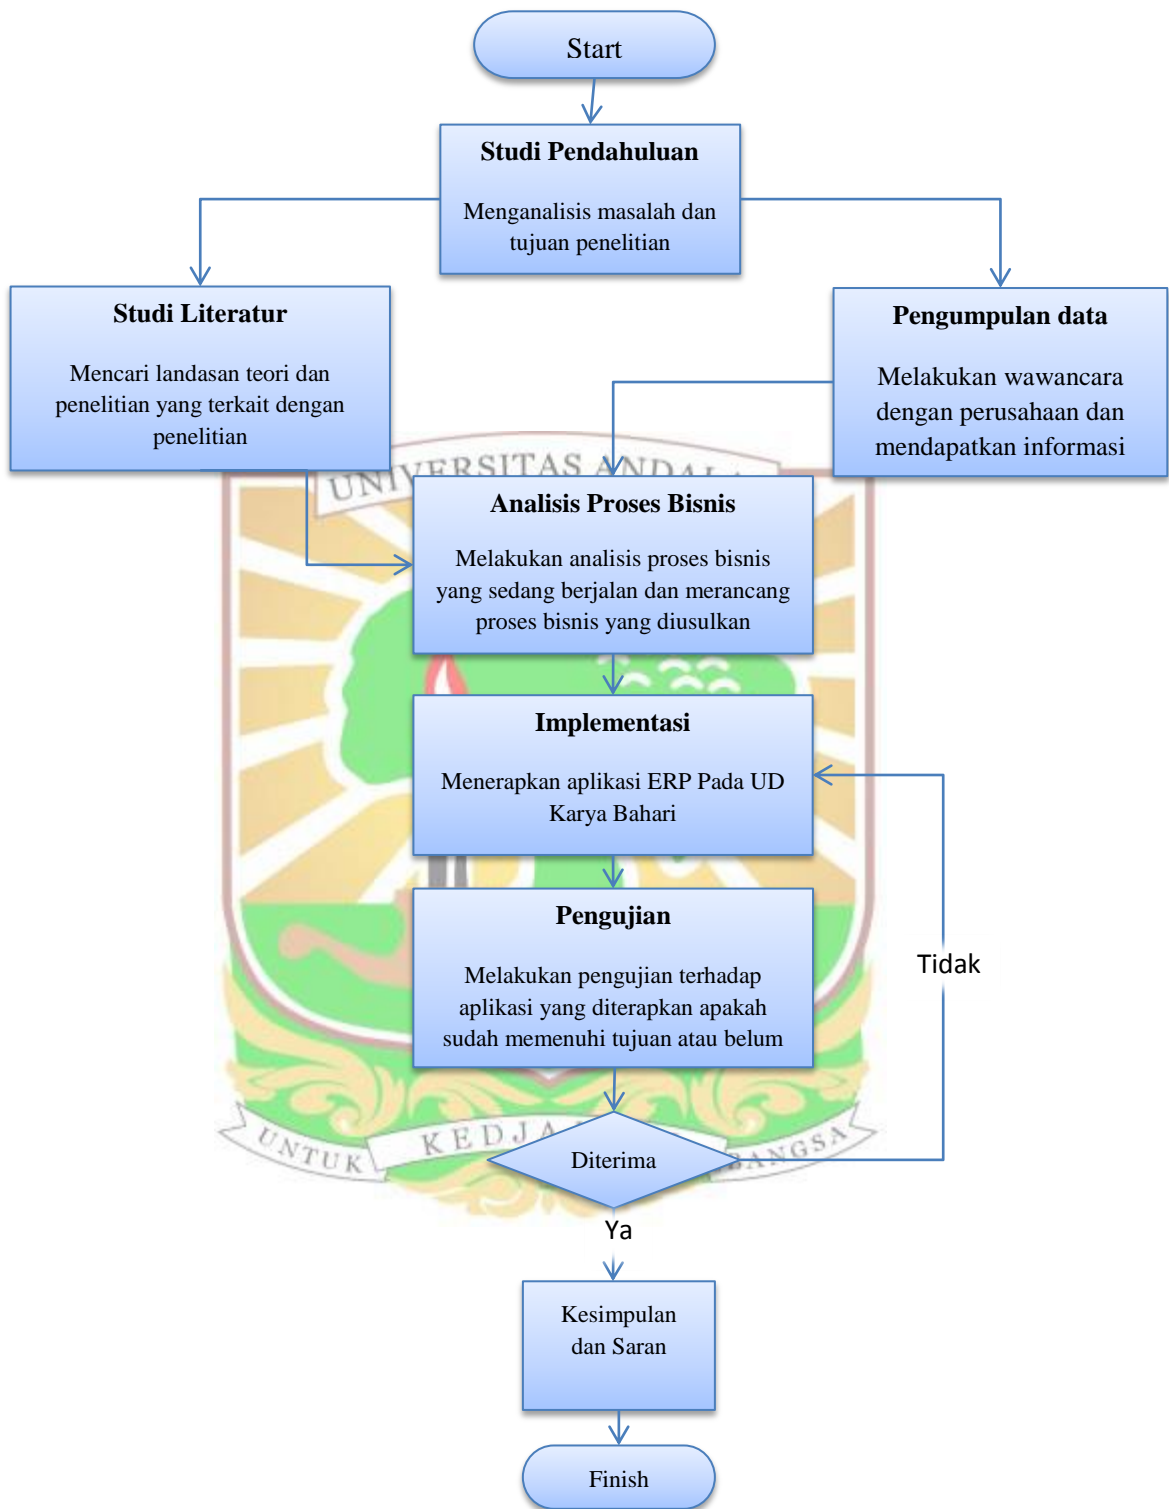 Start
Studi Pendahuluan
Menganalisis masalah dan
tujuan penelitian
Studi Literatur
Mencari landasan teori dan
penelitian yang terkait dengan
penelitian
Pengumpulan data
Melakukan wawancara
dengan perusahaan dan
mendapatkan informasi
UNIVERSITAS
Analisis Proses Bisnis
Melakukan analisis proses bisnis
yang sedang berjalan dan merancang
proses bisnis yang diusulkan
Implementasi
Menerapkan aplikasi ERP Pada UD
Karya Bahari
Pengujian
Melakukan pengujian terhadap
aplikasi yang diterapkan apakah
sudah memenuhi tujuan atau belum
Tidak
UNTUK
BANGSA
Diterima
Ya
Kesimpulan
dan Saran
Finish